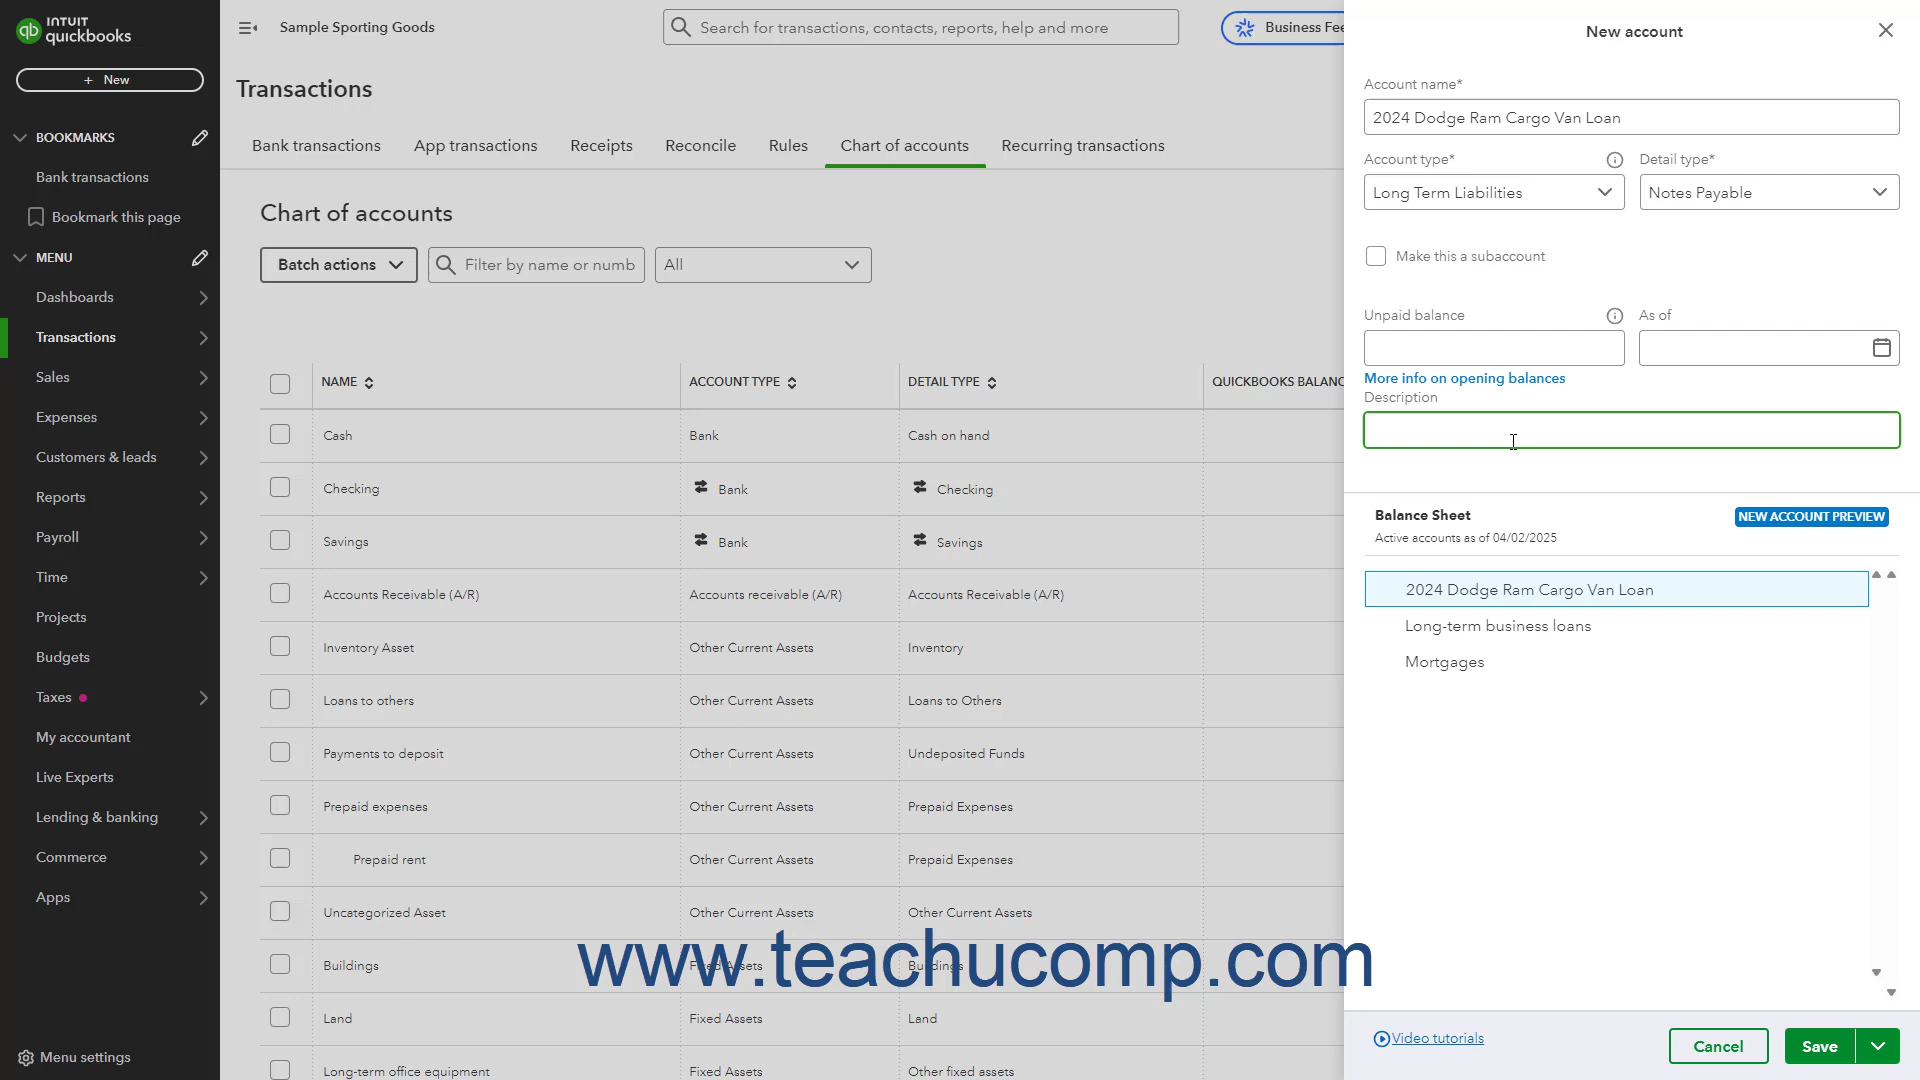 INTUIT
quickbooks
+ New
BOOKMARKS
Bank transactions
Bookmark this page
MENU
Dashboards
Transactions
Sales
Expenses
Customers & leads
Reports
Payroll
Time
Projects
Budgets
Taxes
My accountant
Live Experts
Lending & banking
Commerce
Apps
Menu settings
Sample Sporting Goods
Search for transactions, contacts, reports, help and more
Business Fee
Transactions
Bank transactions App transactions Receipts Reconcile Rules Chart of accounts Recurring transactions
Chart of accounts
Batch actions Filter by name or numb All
NAME ACCOUNT TYPE DETAIL TYPE QUICKBOOKS BALANC
Cash Bank Cash on hand
Checking Bank Checking
Savings Bank Savings
Accounts Receivable (A/R) Accounts receivable (A/R) Accounts Receivable (A/R)
Inventory Asset Other Current Assets Inventory
Loans to others Other Current Assets Loans to Others
Payments to deposit Other Current Assets Undeposited Funds
Prepaid expenses Other Current Assets Prepaid Expenses
Prepaid rent Other Current Assets Prepaid Expenses
Uncategorized Asset Other Current Assets Other Current Assets
Buildings Fixed Assets Buildings
Land Fixed Assets Land
Long-term office equipment Fixed Assets Other fixed assets
www.teachucomp.com
New account
Account name*
2024 Dodge Ram Cargo Van Loan
Account type* Detail type*
Long Term Liabilities Notes Payable
Make this a subaccount
Unpaid balance As of
More info on opening balances
Description
Balance Sheet NEW ACCOUNT PREVIEW
Active accounts as of 04/02/2025
2024 Dodge Ram Cargo Van Loan
Long-term business loans
Mortgages
Video tutorials Cancel Save